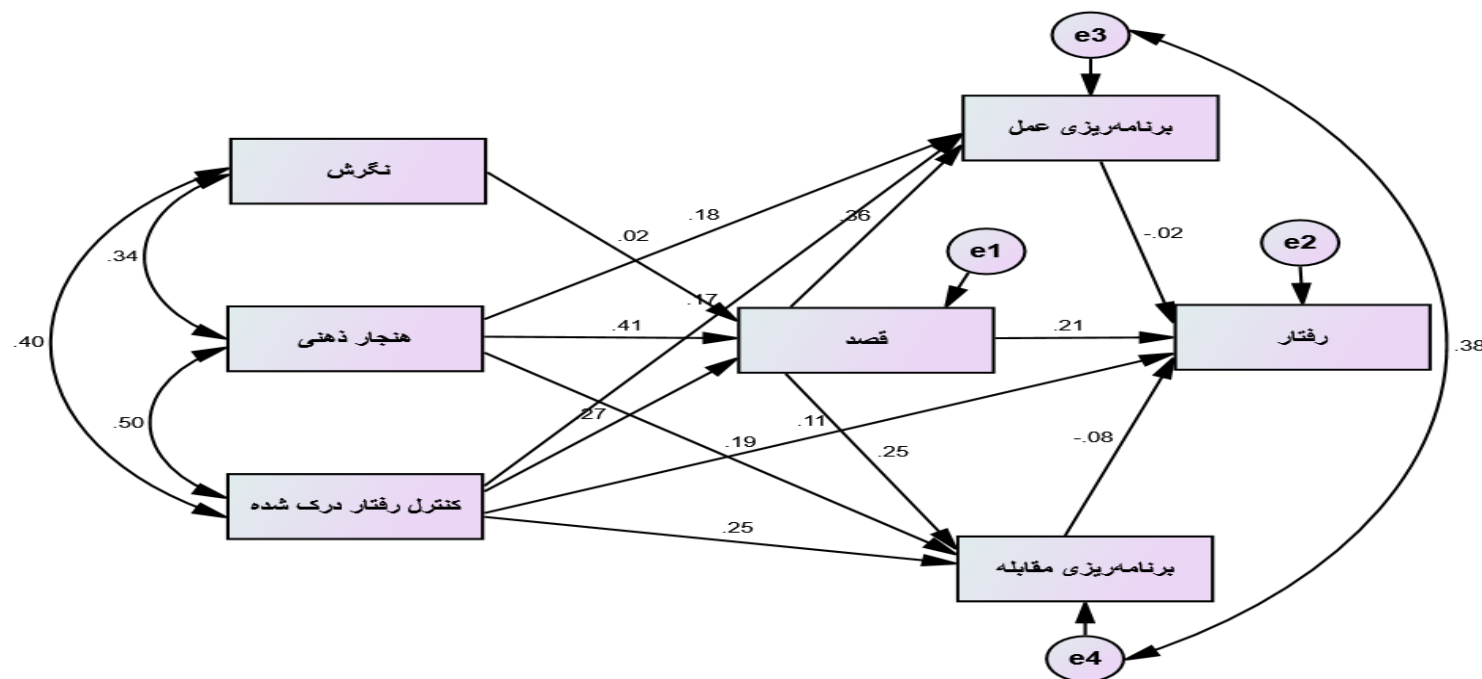 e3
برنامه‌ریزی عمل
نگرش
.36
.18
.02
-.02
e1
e2
.34
.17
هنجار ذهنی
.41
قصد
.21
رفتار
.40
.38
.50
.27
.11
.19
.25
-.08
کنترل رفتار درک شده
.25
برنامه‌ریزی مقابله
e4